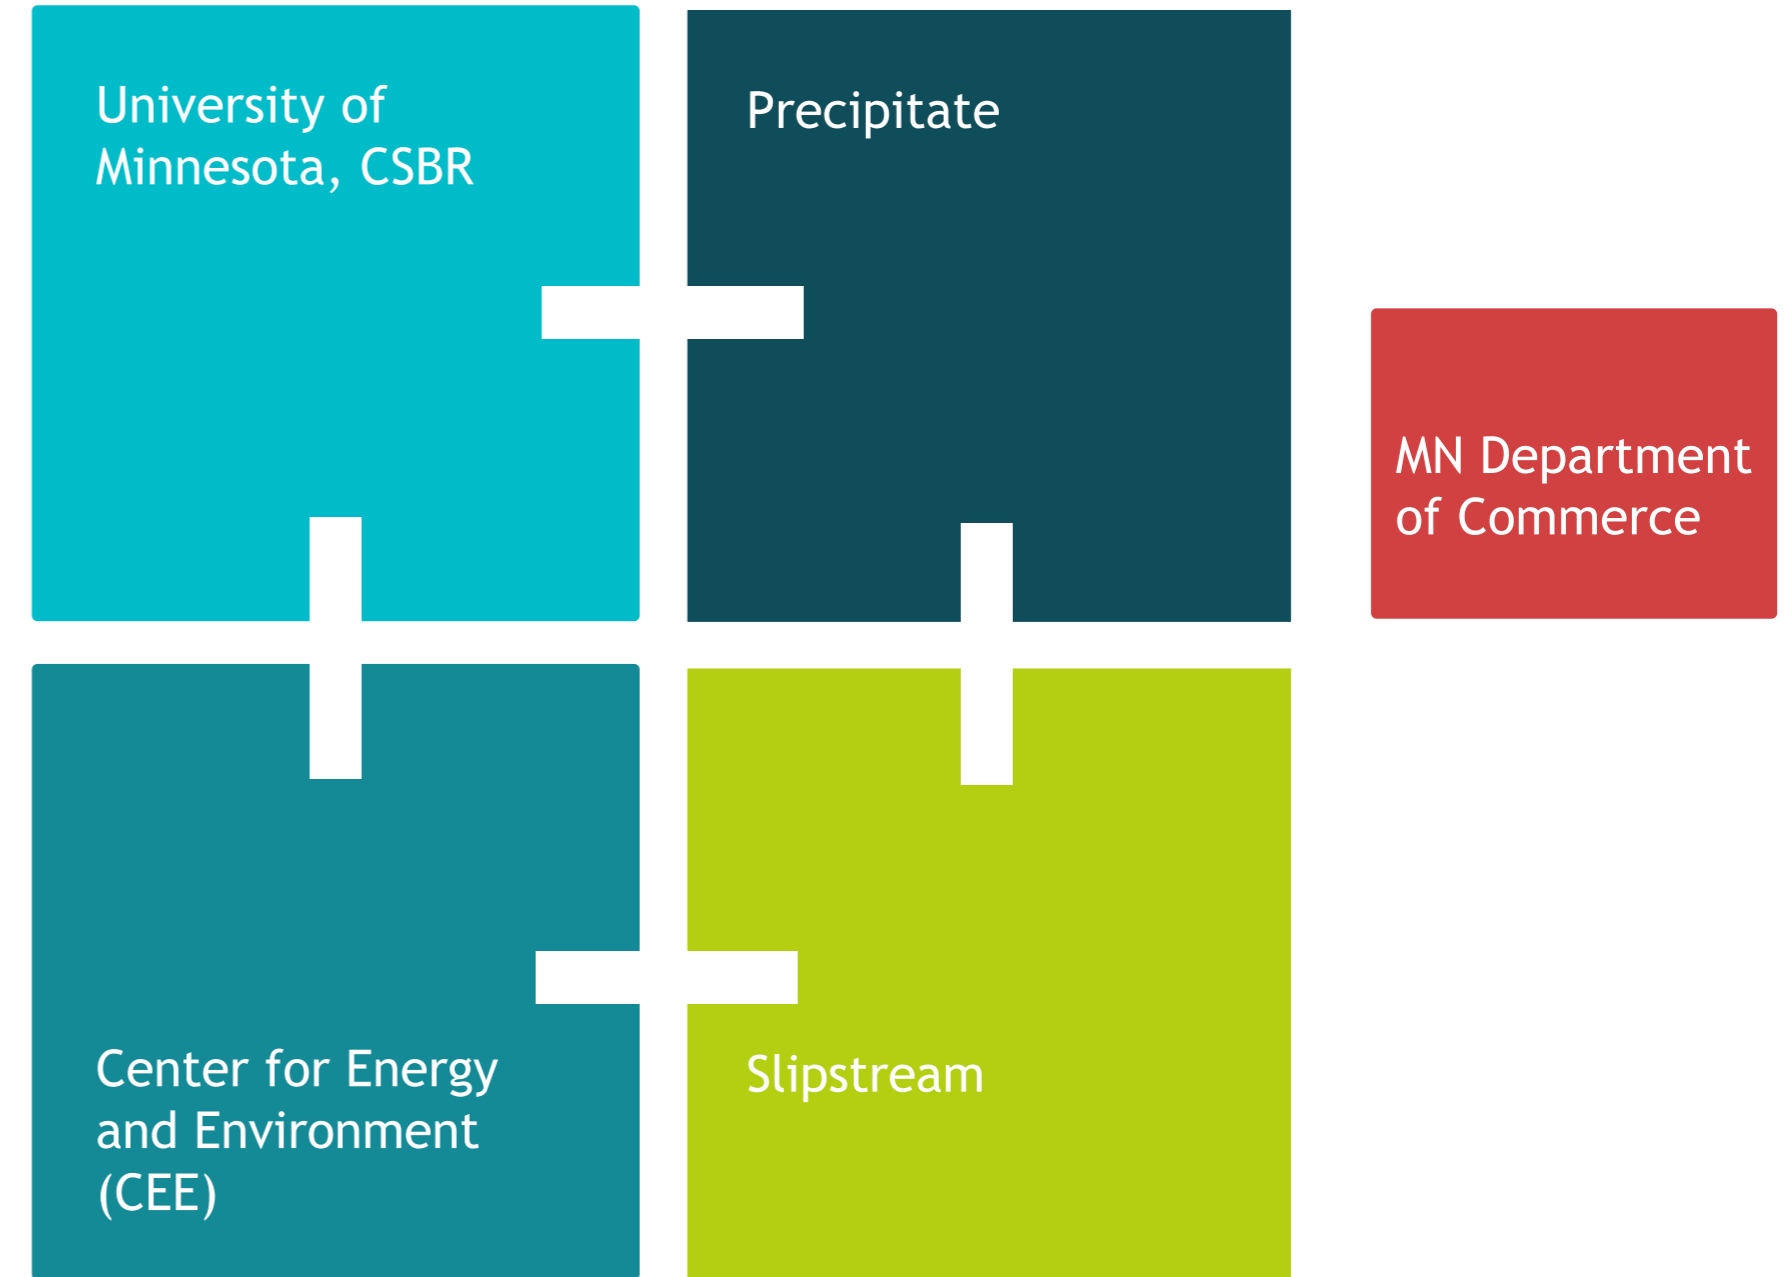 University of
Minnesota, CSBR
Precipitate
MN Department
of Commerce
Center for Energy
and Environment
(CEE)
Slipstream